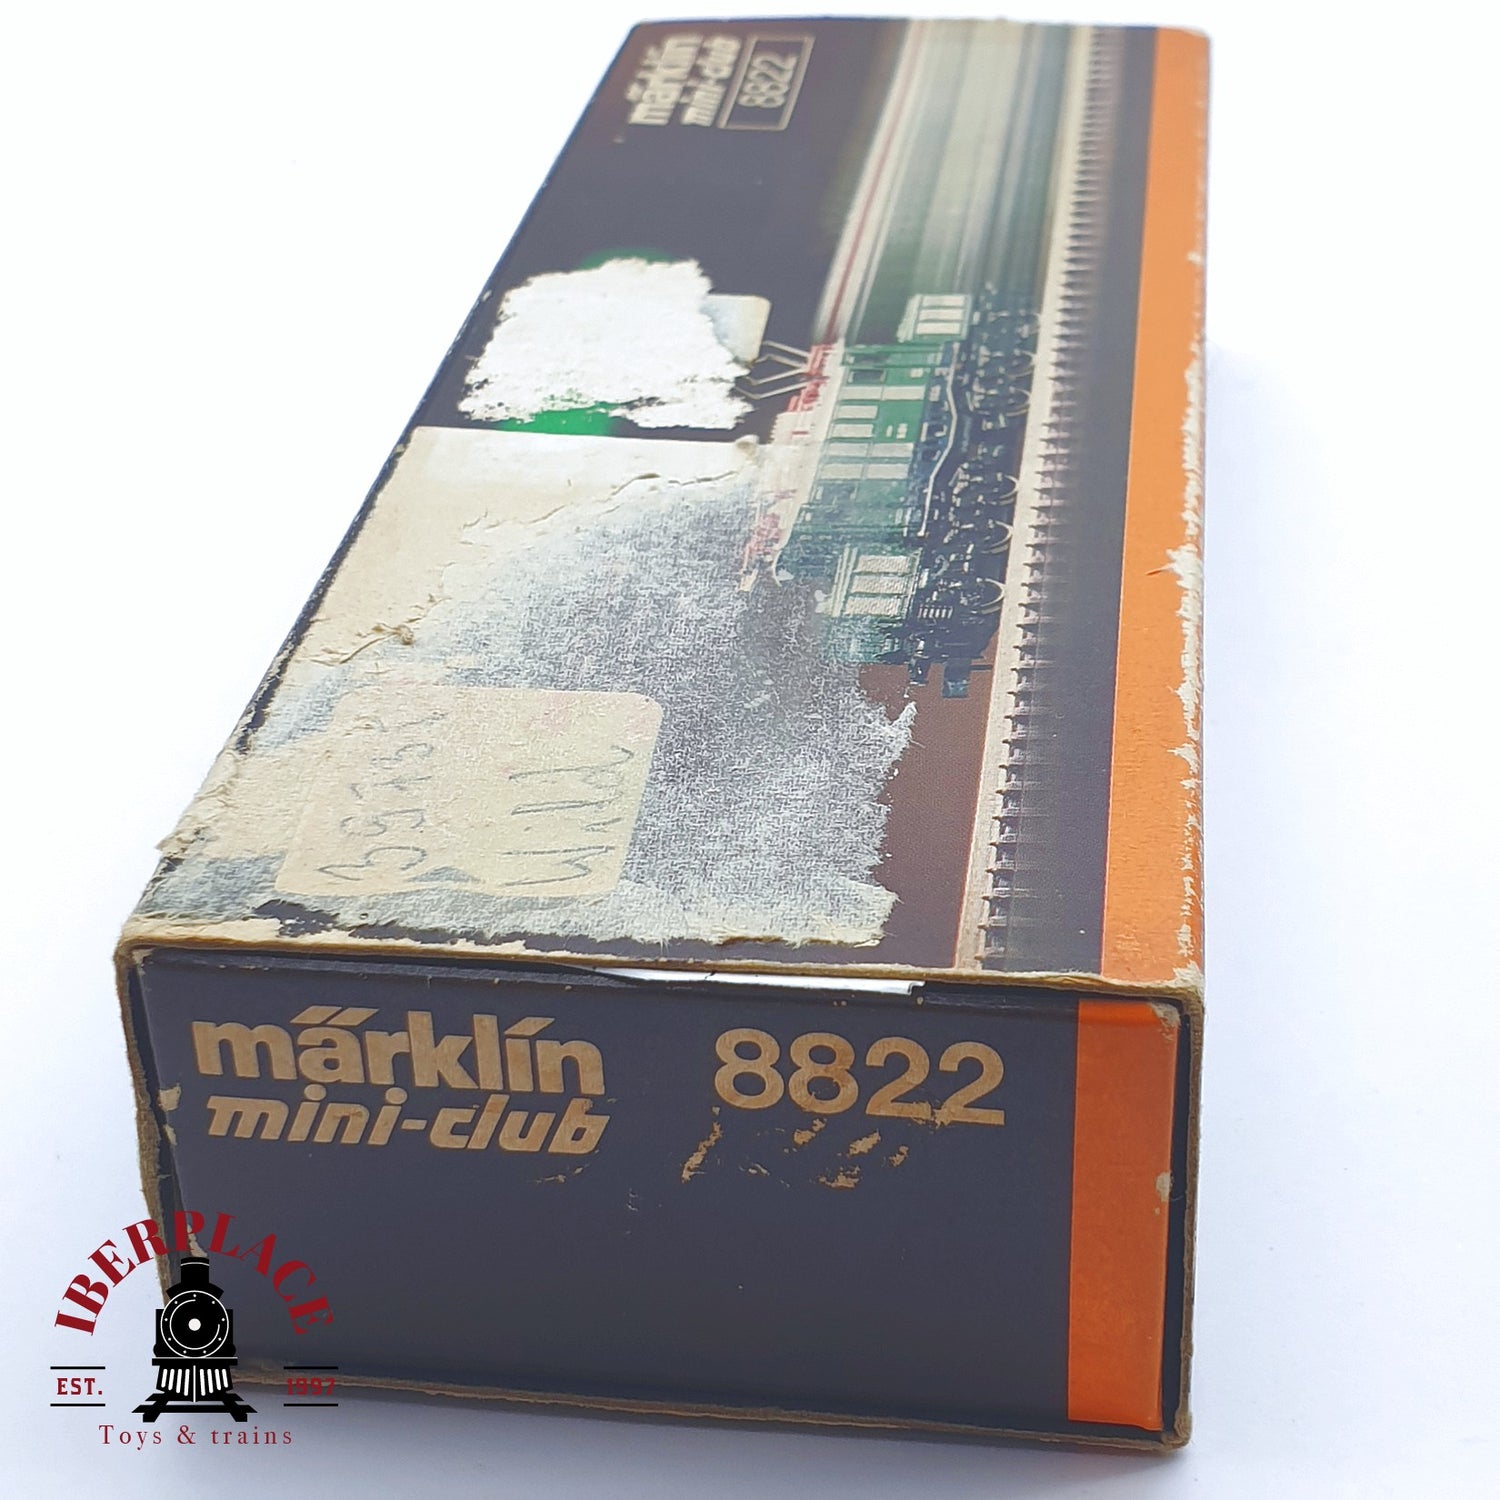 märklin
mini-club
8822
märklin
mini-club
8822
IBERPLACE
EST. 1997
Toys & trains